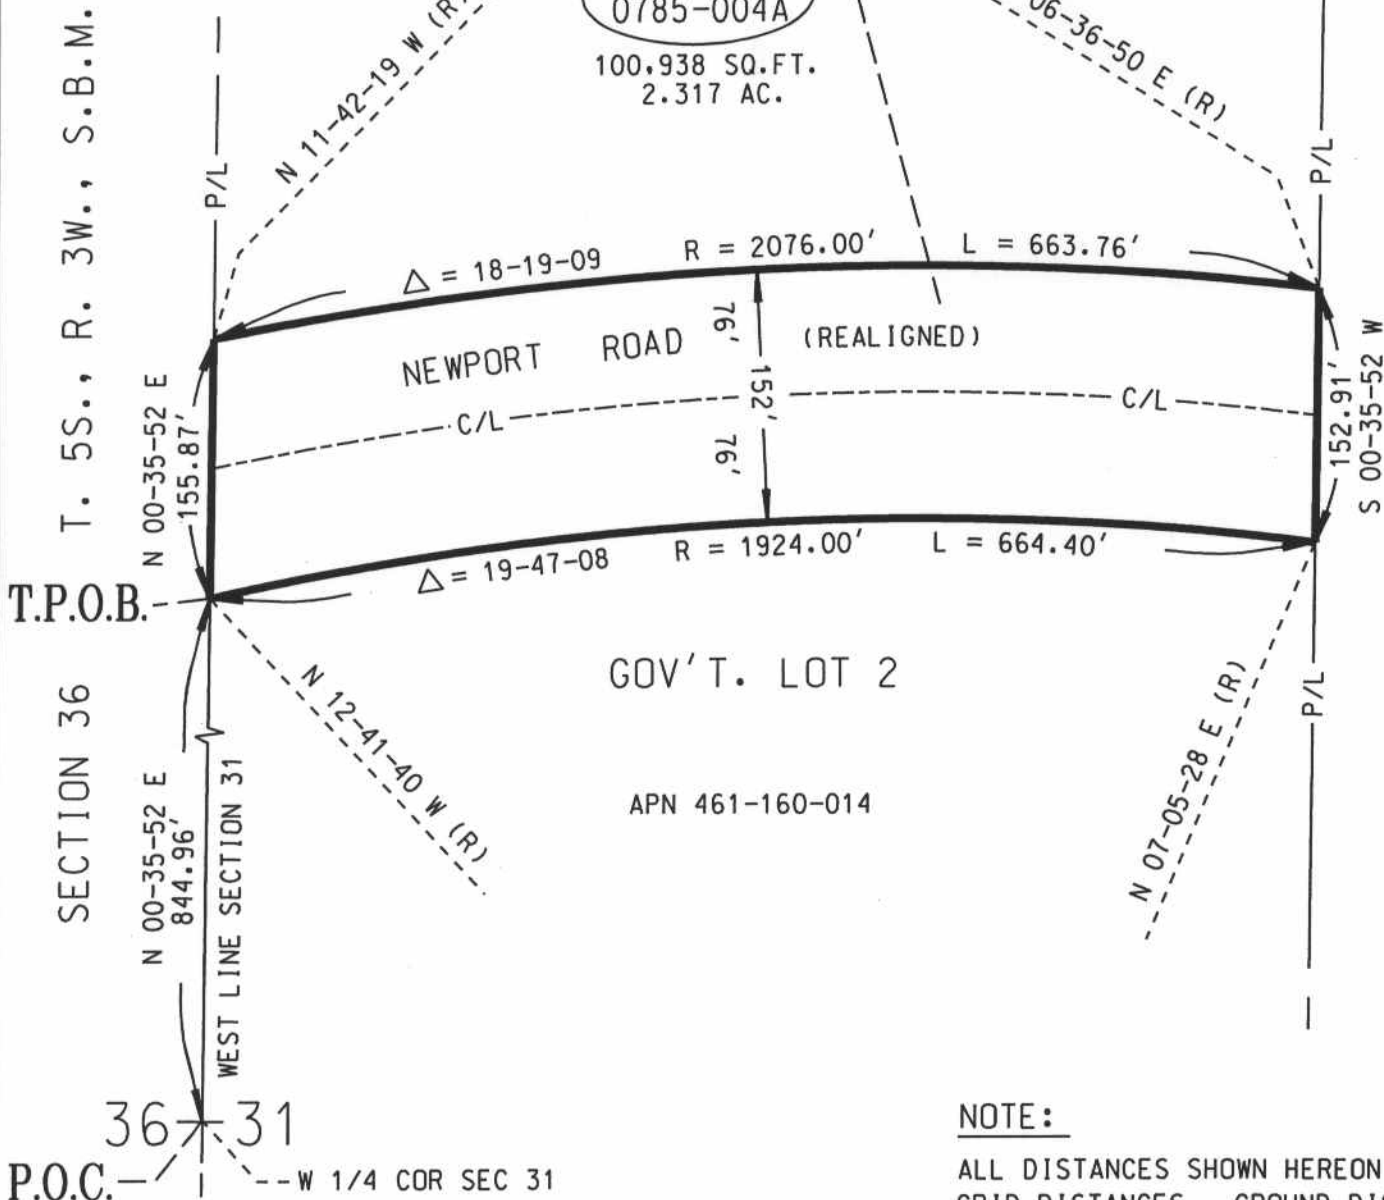 T. 5S., R. 3W., S.B.M.
0785-004A
100,938 SQ.FT.
2.317 AC.
N 11-42-19 W (R)
06-36-50 E (R)
P/L
P/L
△ = 18-19-09 R = 2076.00' L = 663.76'
NEWPORT ROAD (REALIGNED)
76'
152'
76'
C/L
C/L
N 00-35-52 E
155.87'
152.91'
S 00-35-52 W
△ = 19-47-08 R = 1924.00' L = 664.40'
T.P.O.B.
GOV'T. LOT 2
N 12-41-40 W (R)
N 07-05-28 E (R)
P/L
APN 461-160-014
SECTION 36
N 00-35-52 E
844.96'
WEST LINE SECTION 31
36 31
P.O.C.
W 1/4 COR SEC 31
NOTE:
ALL DISTANCES SHOWN HEREON
GRID DISTANCES. GROUND